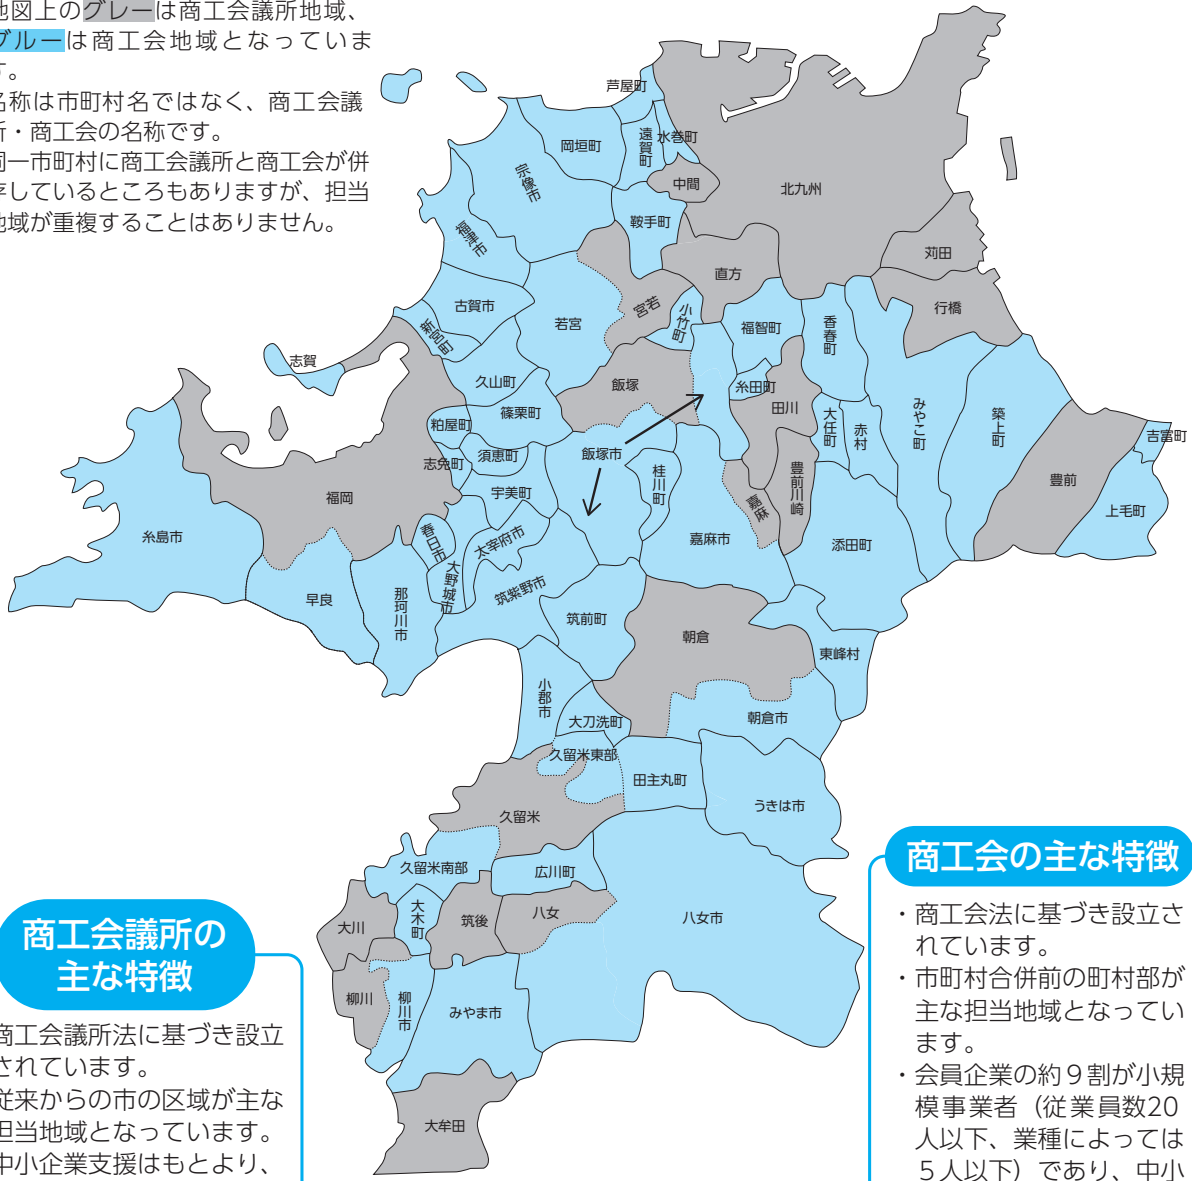 地図上のグレーは商工会議所地域、
ブルーは商工会地域となっていま
す。
名称は市町村名ではなく、商工会議
所・商工会の名称です。
同一市町村に商工会議所と商工会が併
存しているところもありますが、担当
地域が重複することはありません。
芦屋町
遠賀町
水巻町
岡垣町
宗像市
中間
北九州
鞍手町
福津市
苅田
直方
行橋
古賀市
宮若
小竹町
新宮町
若宮
福智町
香春町
志賀
久山町
飯塚
糸田町
篠栗町
田川
粕屋町
大任町
赤村
みやこ町
築上町
吉富町
志免町
須恵町
飯塚市
桂川町
豊前川崎
豊前
福岡
宇美町
嘉麻
上毛町
糸島市
春日市
太宰府市
嘉麻市
添田町
大野城市
早良
那珂川市
筑紫野市
筑前町
朝倉
東峰村
小郡市
大刀洗町
朝倉市
久留米東部
田主丸町
うきは市
久留米
久留米南部
広川町
大川
大木町
筑後
八女
八女市
柳川
柳川市
みやま市
大牟田
商工会議所の
主な特徴
商工会議所法に基づき設立
されています。
従来からの市の区域が主な
担当地域となっています。
中小企業支援はもとより、
商工会の主な特徴
・商工会法に基づき設立さ
れています。
・市町村合併前の町村部が
主な担当地域となってい
ます。
・会員企業の約９割が小規
模事業者（従業員数20
人以下、業種によっては
５人以下）であり、中小